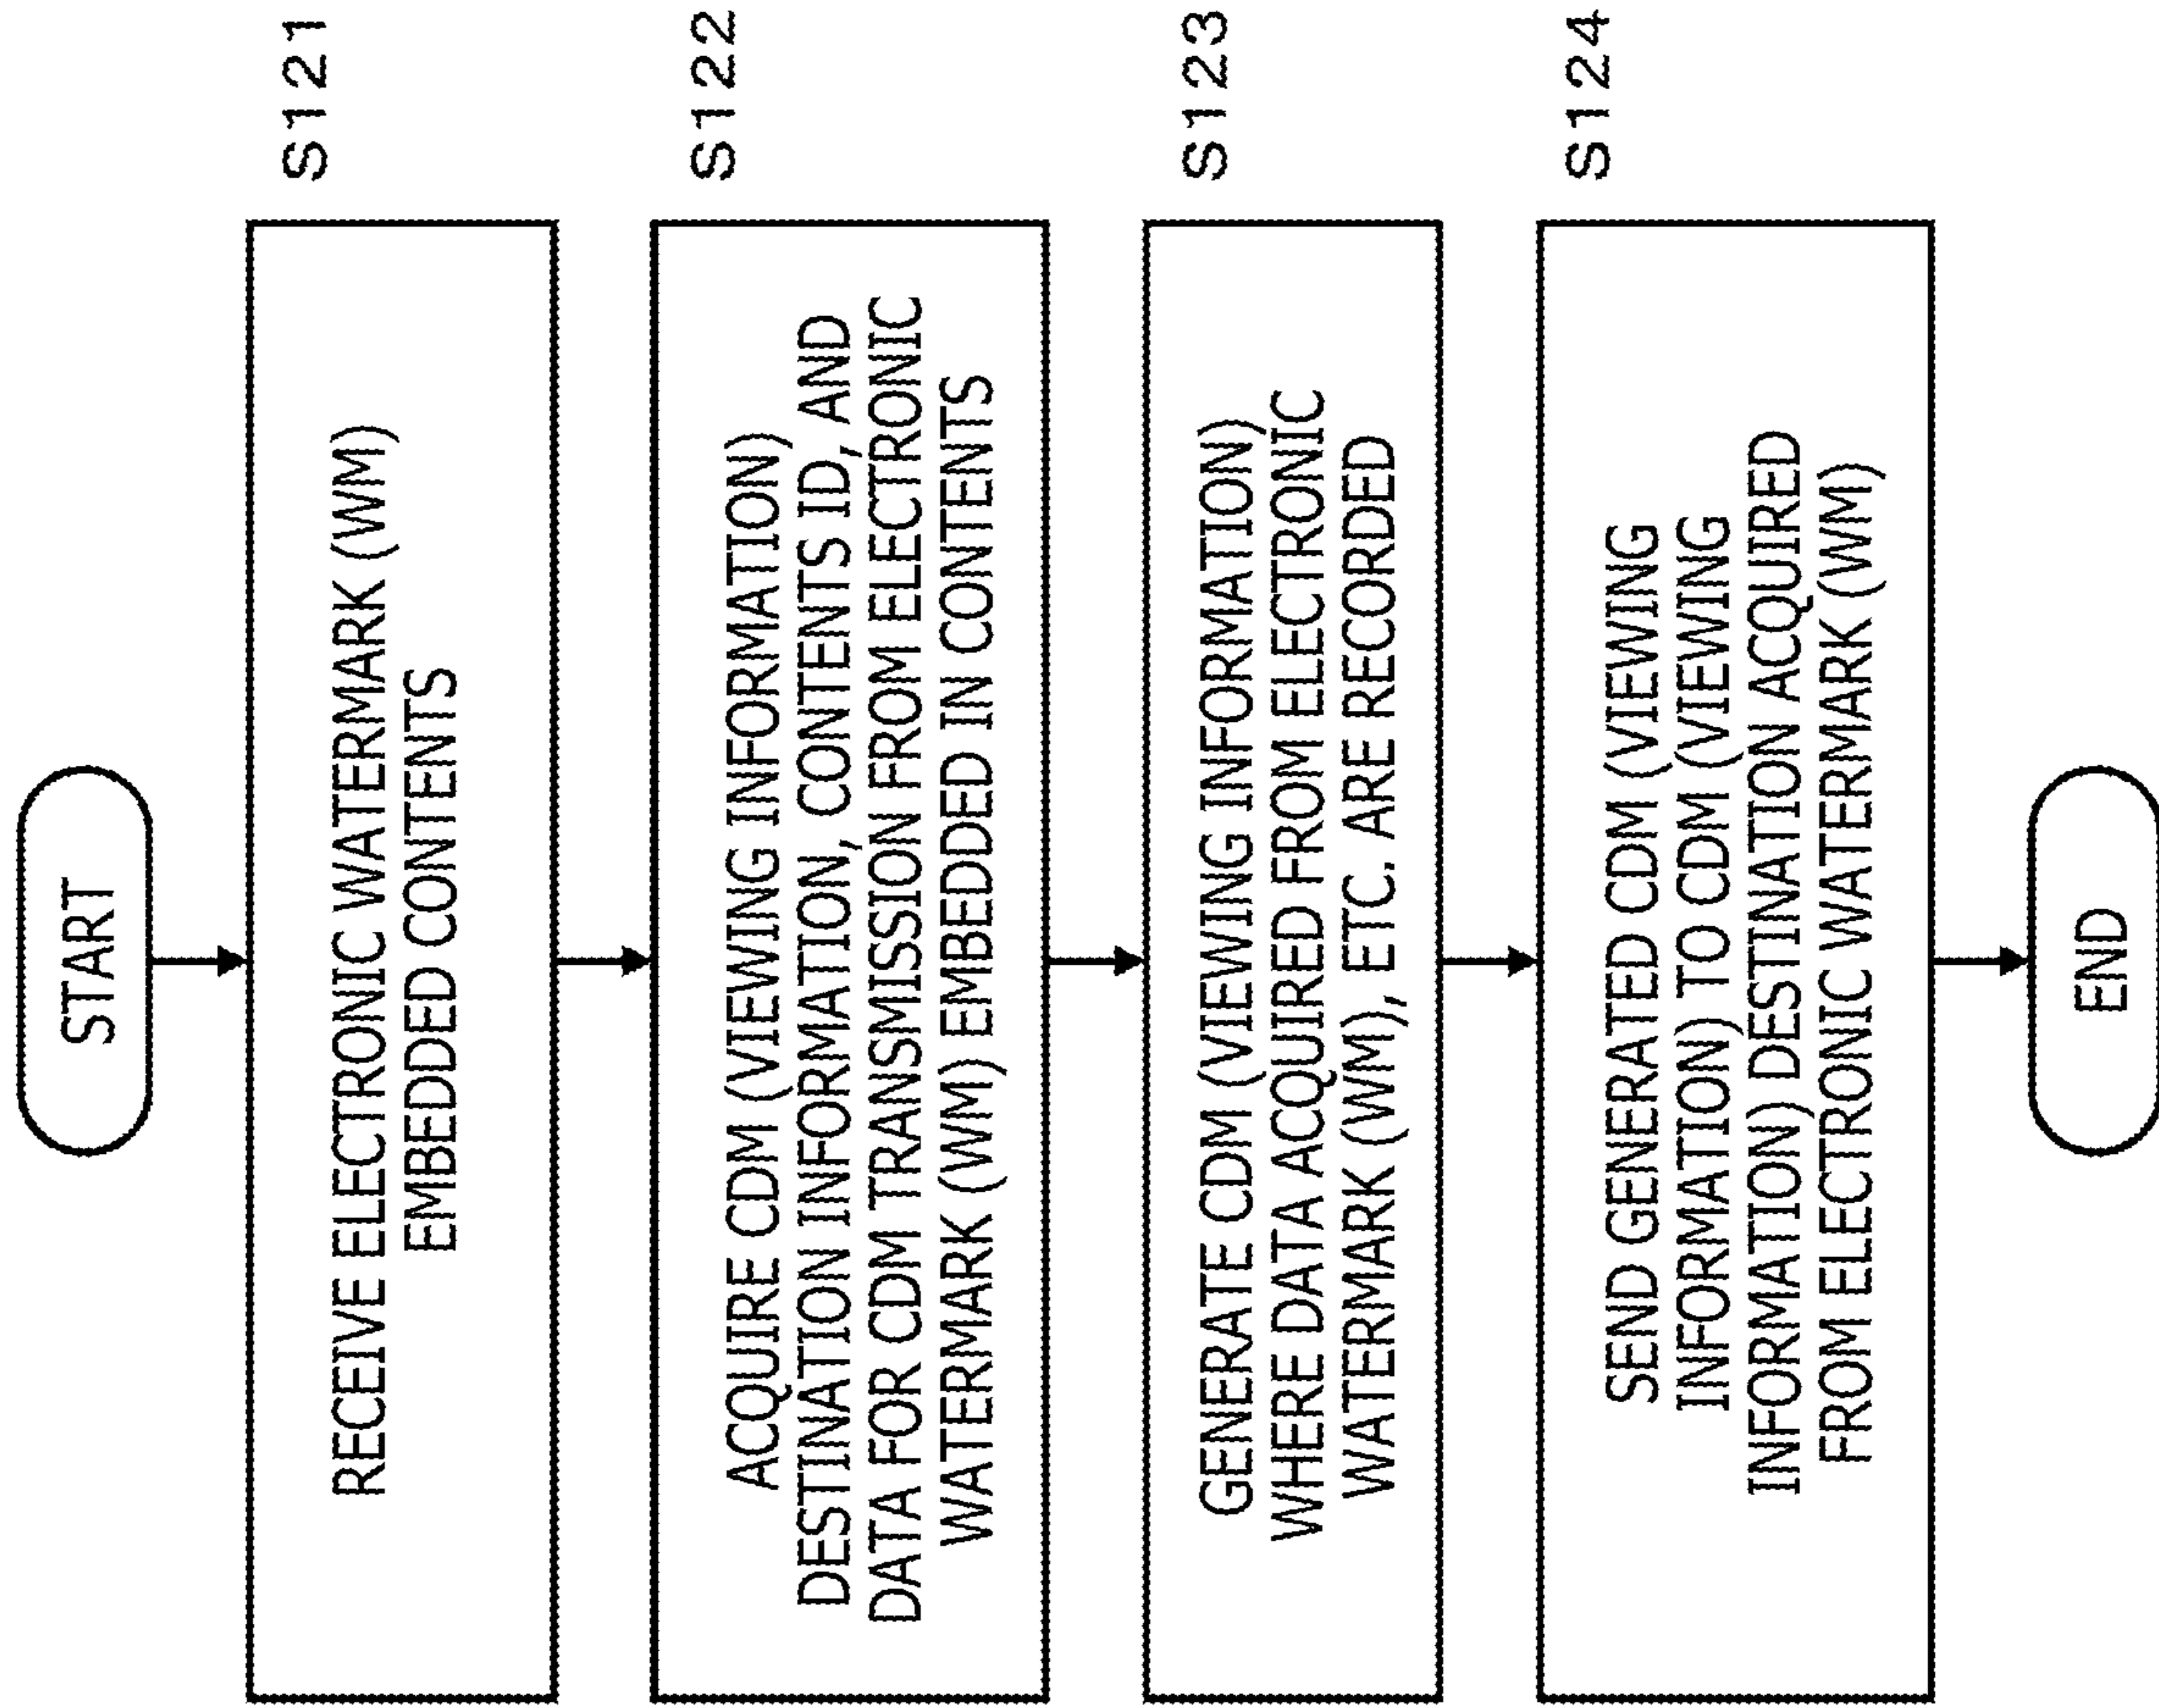 START
RECEIVE ELECTRONIC WATERMARK (WM)
EMBEDDED CONTENTS
S121
ACQUIRE CDM (VIEWING INFORMATION)
DESTINATION INFORMATION, CONTENTS ID, AND
DATA FOR CDM TRANSMISSION FROM ELECTRONIC
WATERMARK (WM) EMBEDDED IN CONTENTS
S122
GENERATE CDM (VIEWING INFORMATION)
WHERE DATA ACQUIRED FROM ELECTRONIC
WATERMARK (WM), ETC. ARE RECORDED
S123
SEND GENERATED CDM (VIEWING
INFORMATION) TO CDM (VIEWING
INFORMATION) DESTINATION ACQUIRED
FROM ELECTRONIC WATERMARK (WM)
S124
END